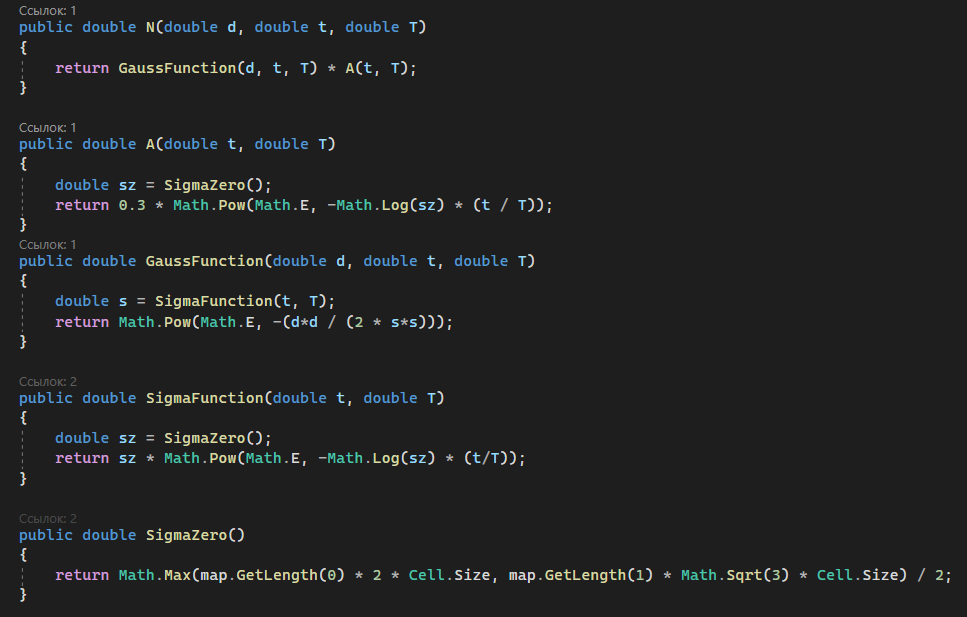 Ссылок: 1
public double N(double d, double t, double T)
{
    return GaussFunction(d, t, T) * A(t, T);
}
Ссылок: 1
public double A(double t, double T)
{
    double sz = SigmaZero();
    return 0.3 * Math.Pow(Math.E, -Math.Log(sz) * (t / T));
}
Ссылок: 1
public double GaussFunction(double d, double t, double T)
{
    double s = SigmaFunction(t, T);
    return Math.Pow(Math.E, -(d*d / (2 * s*s)));
}
Ссылок: 2
public double SigmaFunction(double t, double T)
{
    double sz = SigmaZero();
    return sz * Math.Pow(Math.E, -Math.Log(sz) * (t/T));
}
Ссылок: 2
public double SigmaZero()
{
    return Math.Max(map.GetLength(0) * 2 * Cell.Size, map.GetLength(1) * Math.Sqrt(3) * Cell.Size) / 2;
}